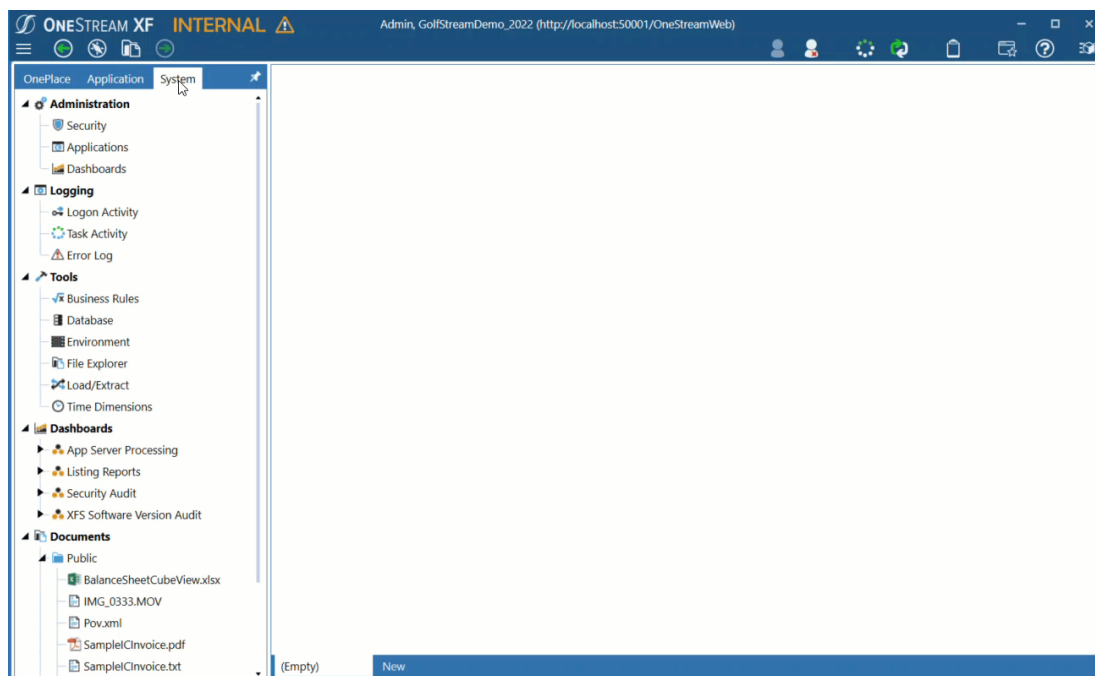 ONESTREAM XF INTERNAL
Admin, GolfStreamDemo_2022 (http://localhost:50001/OneStreamWeb)
OnePlace Application System
Administration
Security
Applications
Dashboards
Logging
Logon Activity
Task Activity
Error Log
Tools
Business Rules
Database
Environment
File Explorer
Load/Extract
Time Dimensions
Dashboards
App Server Processing
Listing Reports
Security Audit
XFS Software Version Audit
Documents
Public
BalanceSheetCubeView.xlsx
IMG_0333.MOV
Pov.xml
SampleICInvoice.pdf
SampleICInvoice.txt
(Empty) New